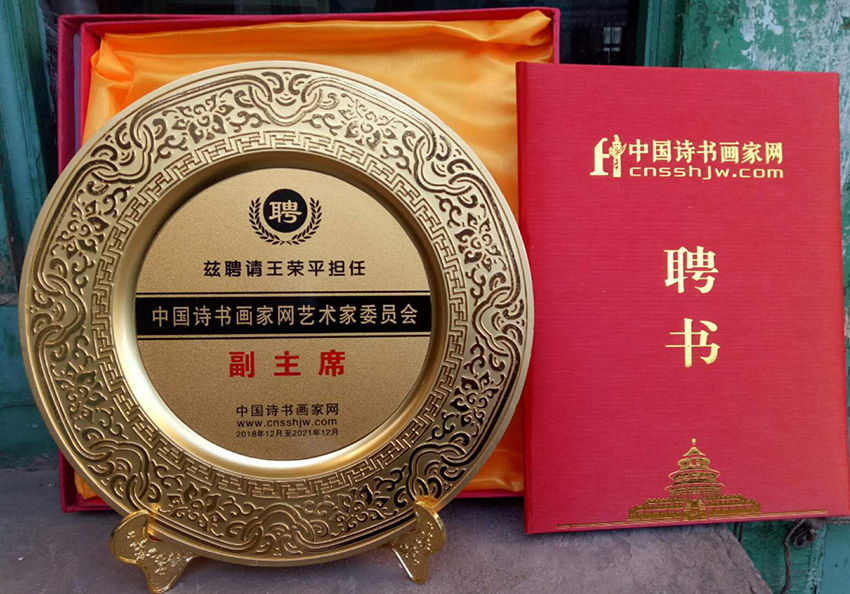 聘
兹聘请王荣平担任
中国诗书画家网艺术家委员会
副主席
中国诗书画家网
www.cnsshjw.com
2018年12月至2021年12月
中国诗书画家网
cnsshjw.com
聘
书